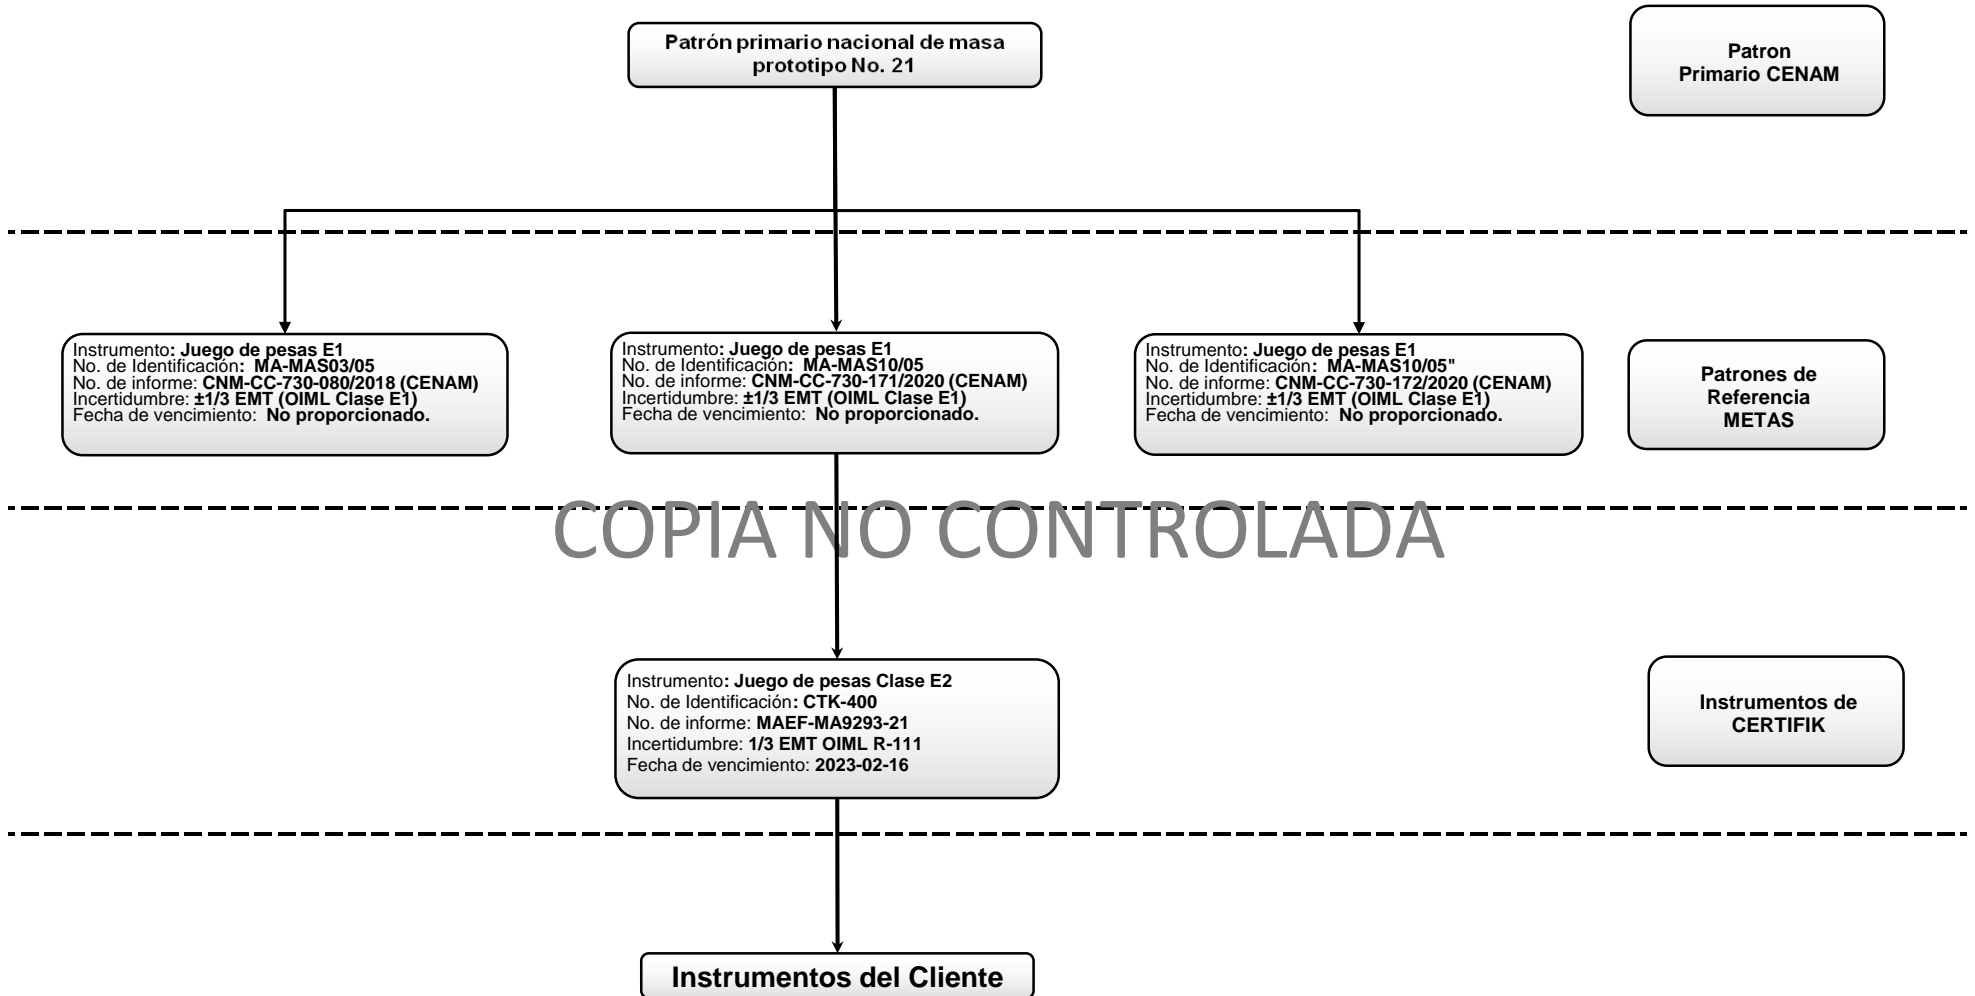 Patrón primario nacional de masa
prototipo No. 21
Patron
Primario CENAM
Instrumento: Juego de pesas E1
No. de Identificación: MA-MAS03/05
No. de informe: CNM-CC-730-080/2018 (CENAM)
Incertidumbre: ±1/3 EMT (OIML Clase E1)
Fecha de vencimiento: No proporcionado.
Instrumento: Juego de pesas E1
No. de Identificación: MA-MAS10/05
No. de informe: CNM-CC-730-171/2020 (CENAM)
Incertidumbre: ±1/3 EMT (OIML Clase E1)
Fecha de vencimiento: No proporcionado.
Instrumento: Juego de pesas E1
No. de Identificación: MA-MAS10/05"
No. de informe: CNM-CC-730-172/2020 (CENAM)
Incertidumbre: ±1/3 EMT (OIML Clase E1)
Fecha de vencimiento: No proporcionado.
Patrones de
Referencia
METAS
COPIA NO CONTROLADA
Instrumento: Juego de pesas Clase E2
No. de Identificación: CTK-400
No. de informe: MAEF-MA9293-21
Incertidumbre: 1/3 EMT OIML R-111
Fecha de vencimiento: 2023-02-16
Instrumentos de
CERTIFIK
Instrumentos del Cliente